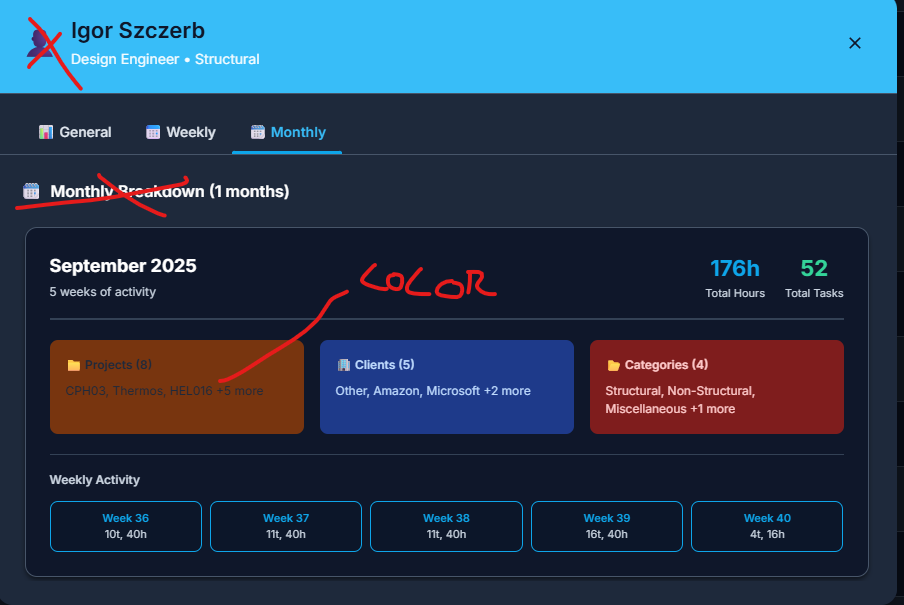 Igor Szczerb
Design Engineer • Structural
General
Weekly
Monthly
Monthly Breakdown (1 months)
COLOR
September 2025
5 weeks of activity
176h
Total Hours
52
Total Tasks
Projects (8)
CPH03, Thermos, HEL016 +5 more
Clients (5)
Other, Amazon, Microsoft +2 more
Categories (4)
Structural, Non-Structural,
Miscellaneous +1 more
Weekly Activity
Week 36
10t, 40h
Week 37
11t, 40h
Week 38
11t, 40h
Week 39
16t, 40h
Week 40
4t, 16h